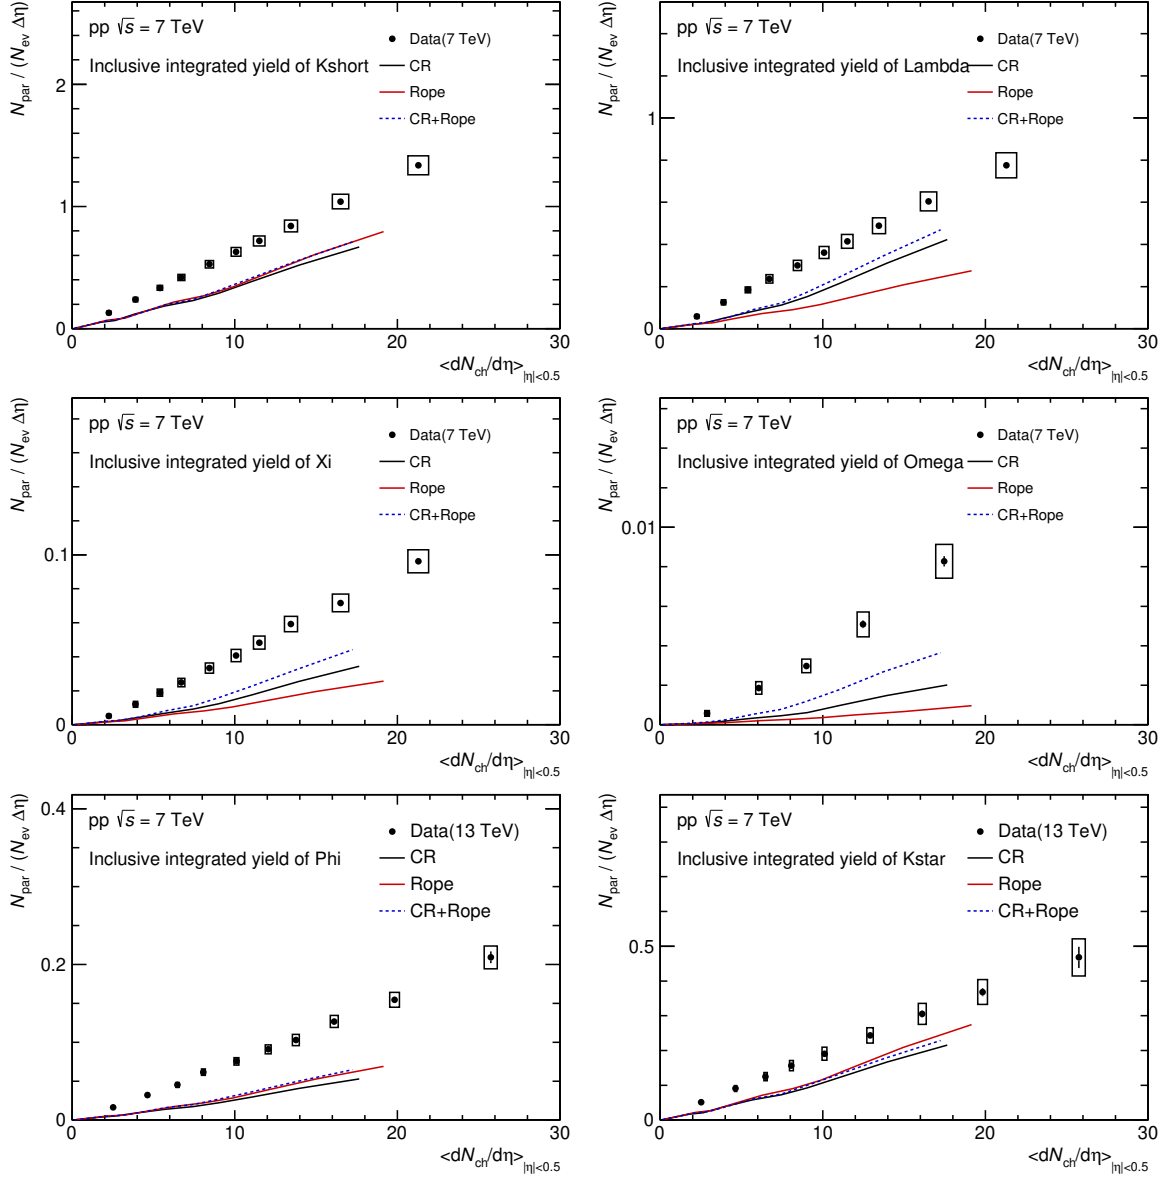 pp √s = 7 TeV
Inclusive integrated yield of Kshort
Data(7 TeV)
CR
Rope
CR+Rope
N_par / (N_ev Δη)
0
1
2
0
10
20
30
<dN_ch/dη>_|η|<0.5
pp √s = 7 TeV
Inclusive integrated yield of Lambda
Data(7 TeV)
CR
Rope
CR+Rope
N_par / (N_ev Δη)
0
1
0
10
20
30
<dN_ch/dη>_|η|<0.5
pp √s = 7 TeV
Inclusive integrated yield of Xi
Data(7 TeV)
CR
Rope
CR+Rope
N_par / (N_ev Δη)
0
0.1
0
10
20
30
<dN_ch/dη>_|η|<0.5
pp √s = 7 TeV
Inclusive integrated yield of Omega
Data(7 TeV)
CR
Rope
CR+Rope
N_par / (N_ev Δη)
0
0.01
0
10
20
30
<dN_ch/dη>_|η|<0.5
pp √s = 7 TeV
Inclusive integrated yield of Phi
Data(13 TeV)
CR
Rope
CR+Rope
N_par / (N_ev Δη)
0
0.2
0.4
0
10
20
30
<dN_ch/dη>_|η|<0.5
pp √s = 7 TeV
Inclusive integrated yield of Kstar
Data(13 TeV)
CR
Rope
CR+Rope
N_par / (N_ev Δη)
0
0.5
0
10
20
30
<dN_ch/dη>_|η|<0.5